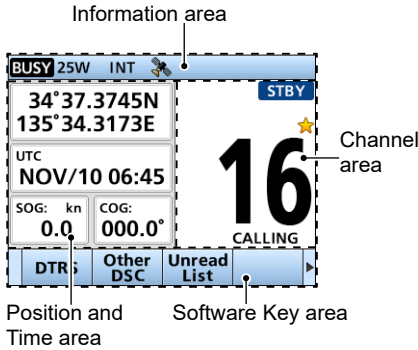 Information area
BUSY 25W INT
34°37.3745N
135°34.3173E
UTC
NOV/10 06:45
SOG: kn
0.0
COG:
000.0°
STBY
16
CALLING
Channel
area
DTRS
Other
DSC
Unread
List
Position and
Time area
Software Key area